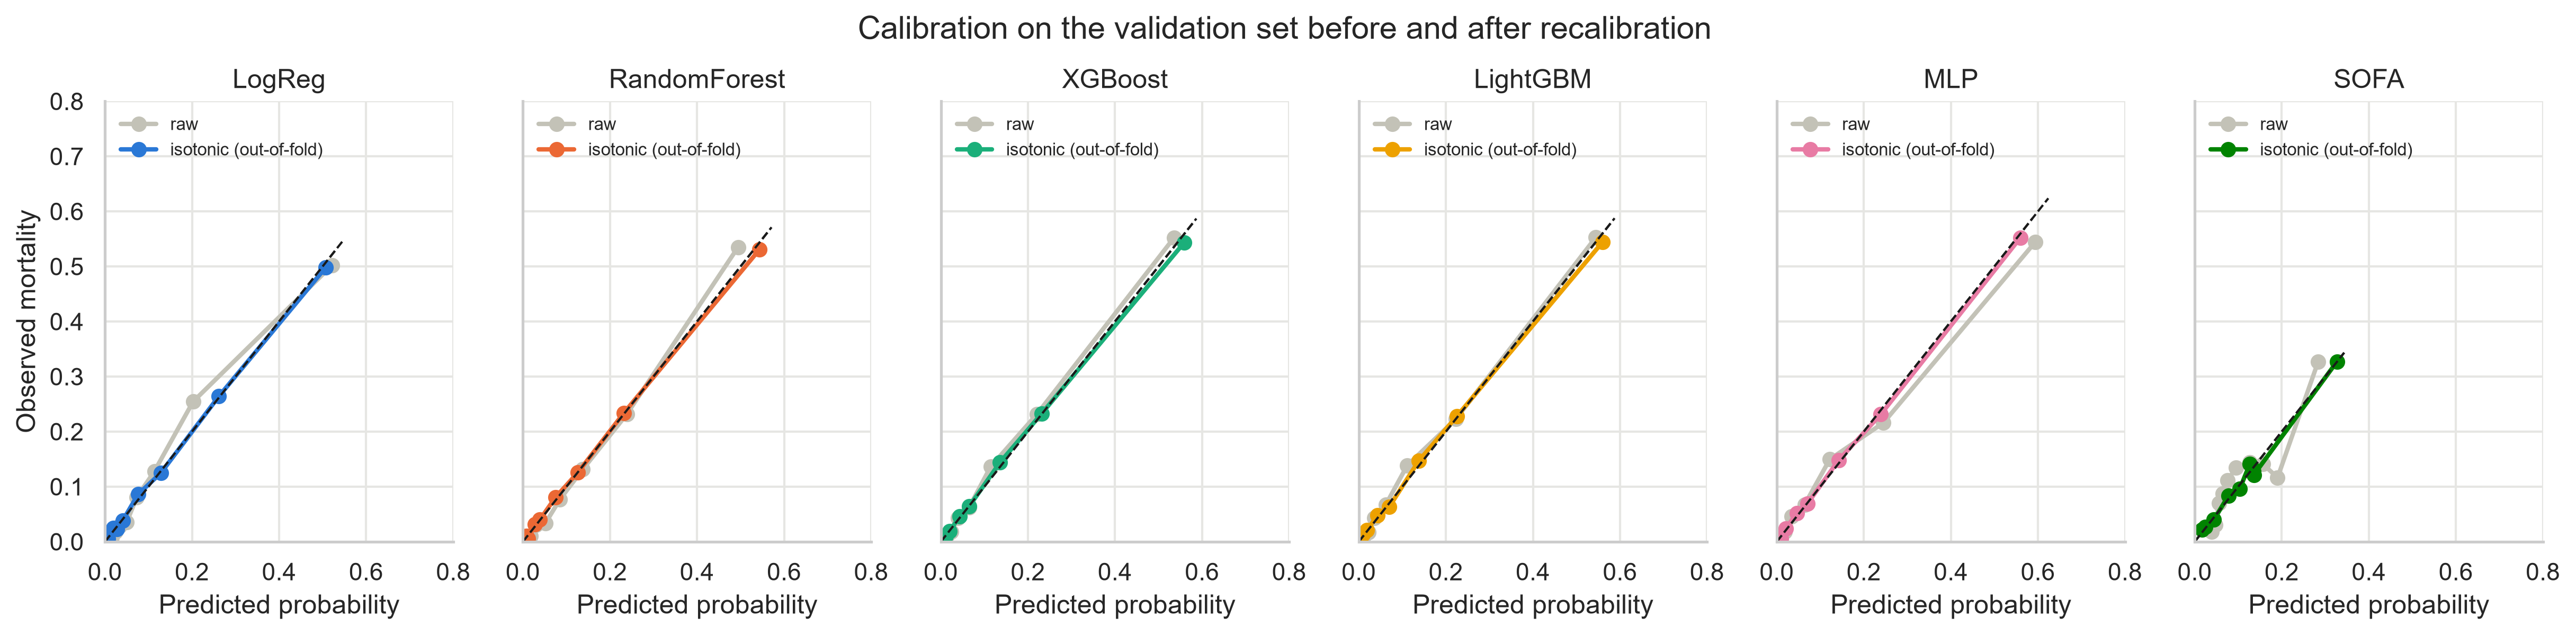 Calibration on the validation set before and after recalibration
LogReg
RandomForest
XGBoost
LightGBM
MLP
SOFA
raw
isotonic (out-of-fold)
raw
isotonic (out-of-fold)
raw
isotonic (out-of-fold)
raw
isotonic (out-of-fold)
raw
isotonic (out-of-fold)
raw
isotonic (out-of-fold)
Observed mortality
0.8
0.7
0.6
0.5
0.4
0.3
0.2
0.1
0.0
0.0 0.2 0.4 0.6 0.8
0.0 0.2 0.4 0.6 0.8
0.0 0.2 0.4 0.6 0.8
0.0 0.2 0.4 0.6 0.8
0.0 0.2 0.4 0.6 0.8
0.0 0.2 0.4 0.6 0.8
Predicted probability
Predicted probability
Predicted probability
Predicted probability
Predicted probability
Predicted probability